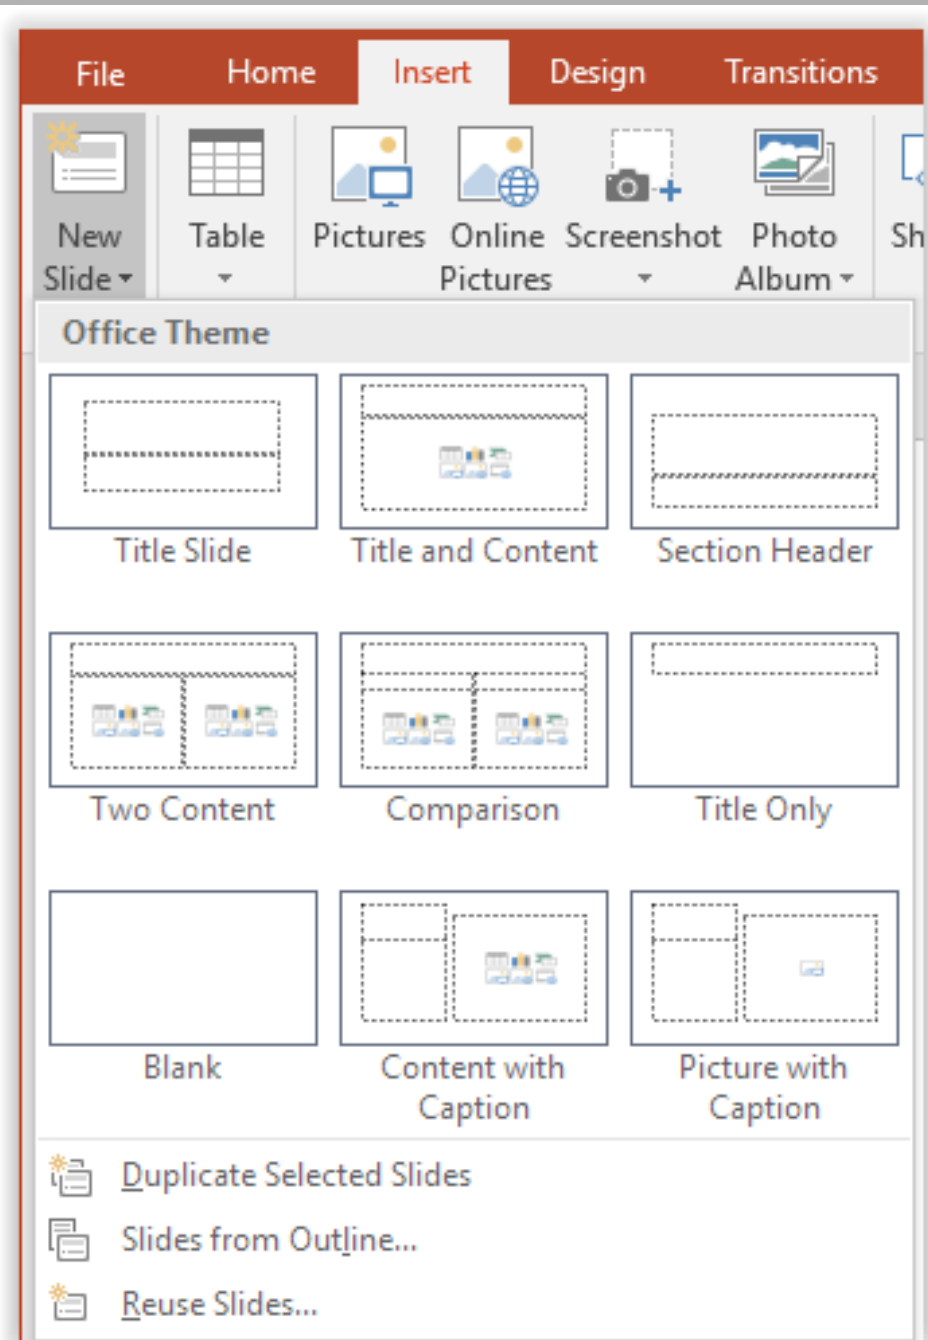 File Home Insert Design Transitions
New Slide Table Pictures Online Pictures Screenshot Photo Album Sh
Office Theme
Title Slide Title and Content Section Header
Two Content Comparison Title Only
Blank Content with Caption Picture with Caption
Duplicate Selected Slides
Slides from Outline...
Reuse Slides...